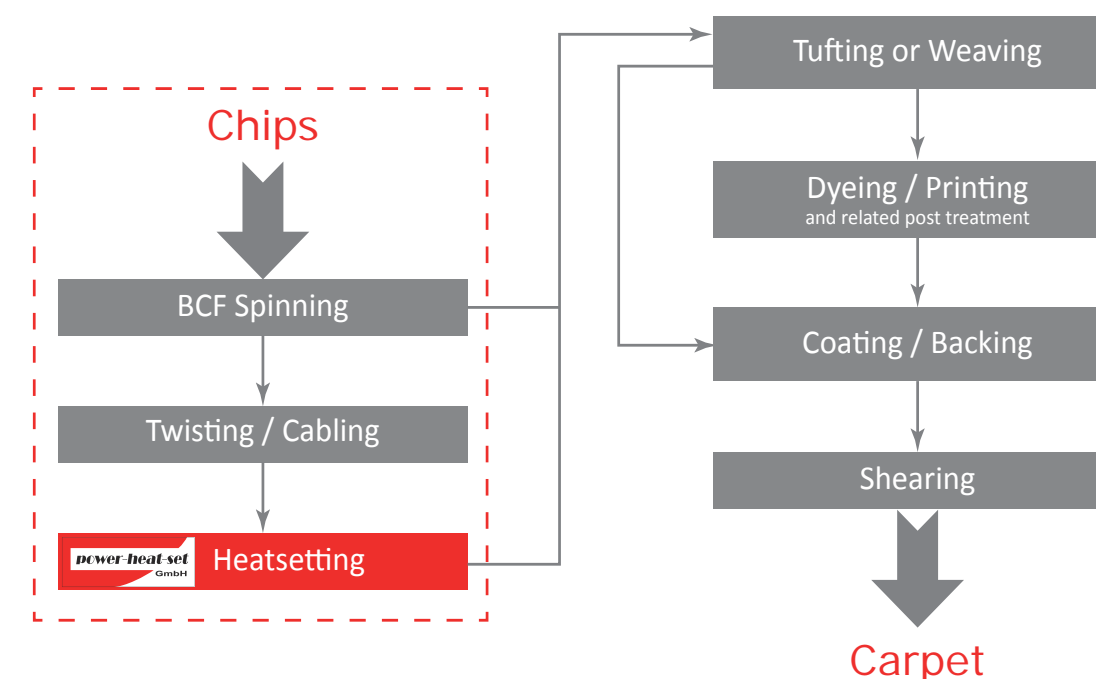 Chips
BCF Spinning
Twisting / Cabling
power-heat-set
GmbH
Heatsetting
Tufting or Weaving
Dyeing / Printing
and related post treatment
Coating / Backing
Shearing
Carpet